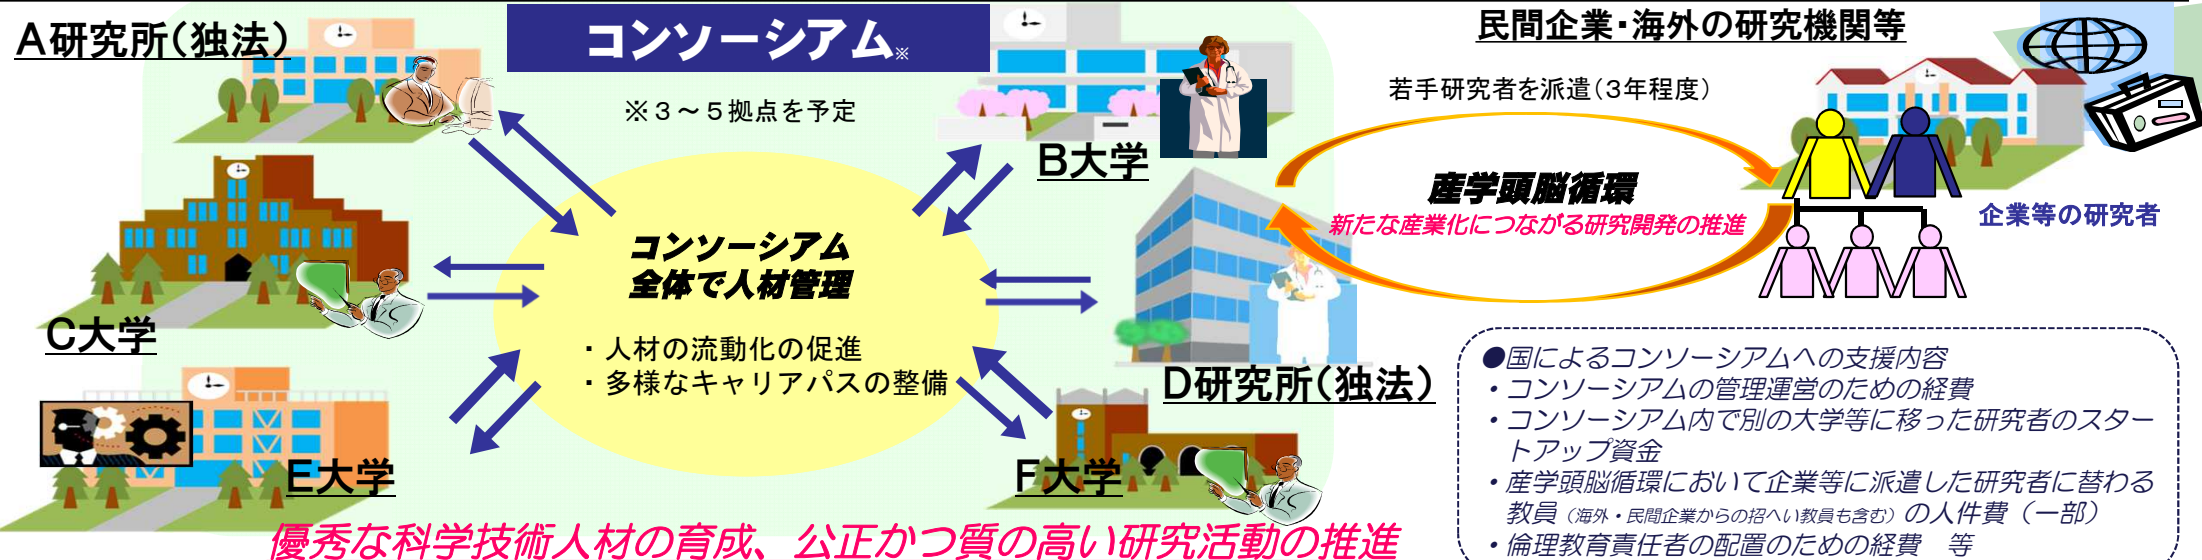 A研究所(独法)
コンソーシアム※
※3～5拠点を予定
B大学
C大学
コンソーシアム
全体で人材管理
・人材の流動化の促進
・多様なキャリアパスの整備
D研究所(独法)
E大学
F大学
優秀な科学技術人材の育成、公正かつ質の高い研究活動の推進
民間企業・海外の研究機関等
若手研究者を派遣(3年程度)
産学頭脳循環
新たな産業化につながる研究開発の推進
企業等の研究者
●国によるコンソーシアムへの支援内容
・コンソーシアムの管理運営のための経費
・コンソーシアム内で別の大学等に移った研究者のスター
トアップ資金
・産学頭脳循環において企業等に派遣した研究者に替わる
教員(海外・民間企業からの招へい教員も含む)の人件費(一部)
・倫理教育責任者の配置のための経費 等